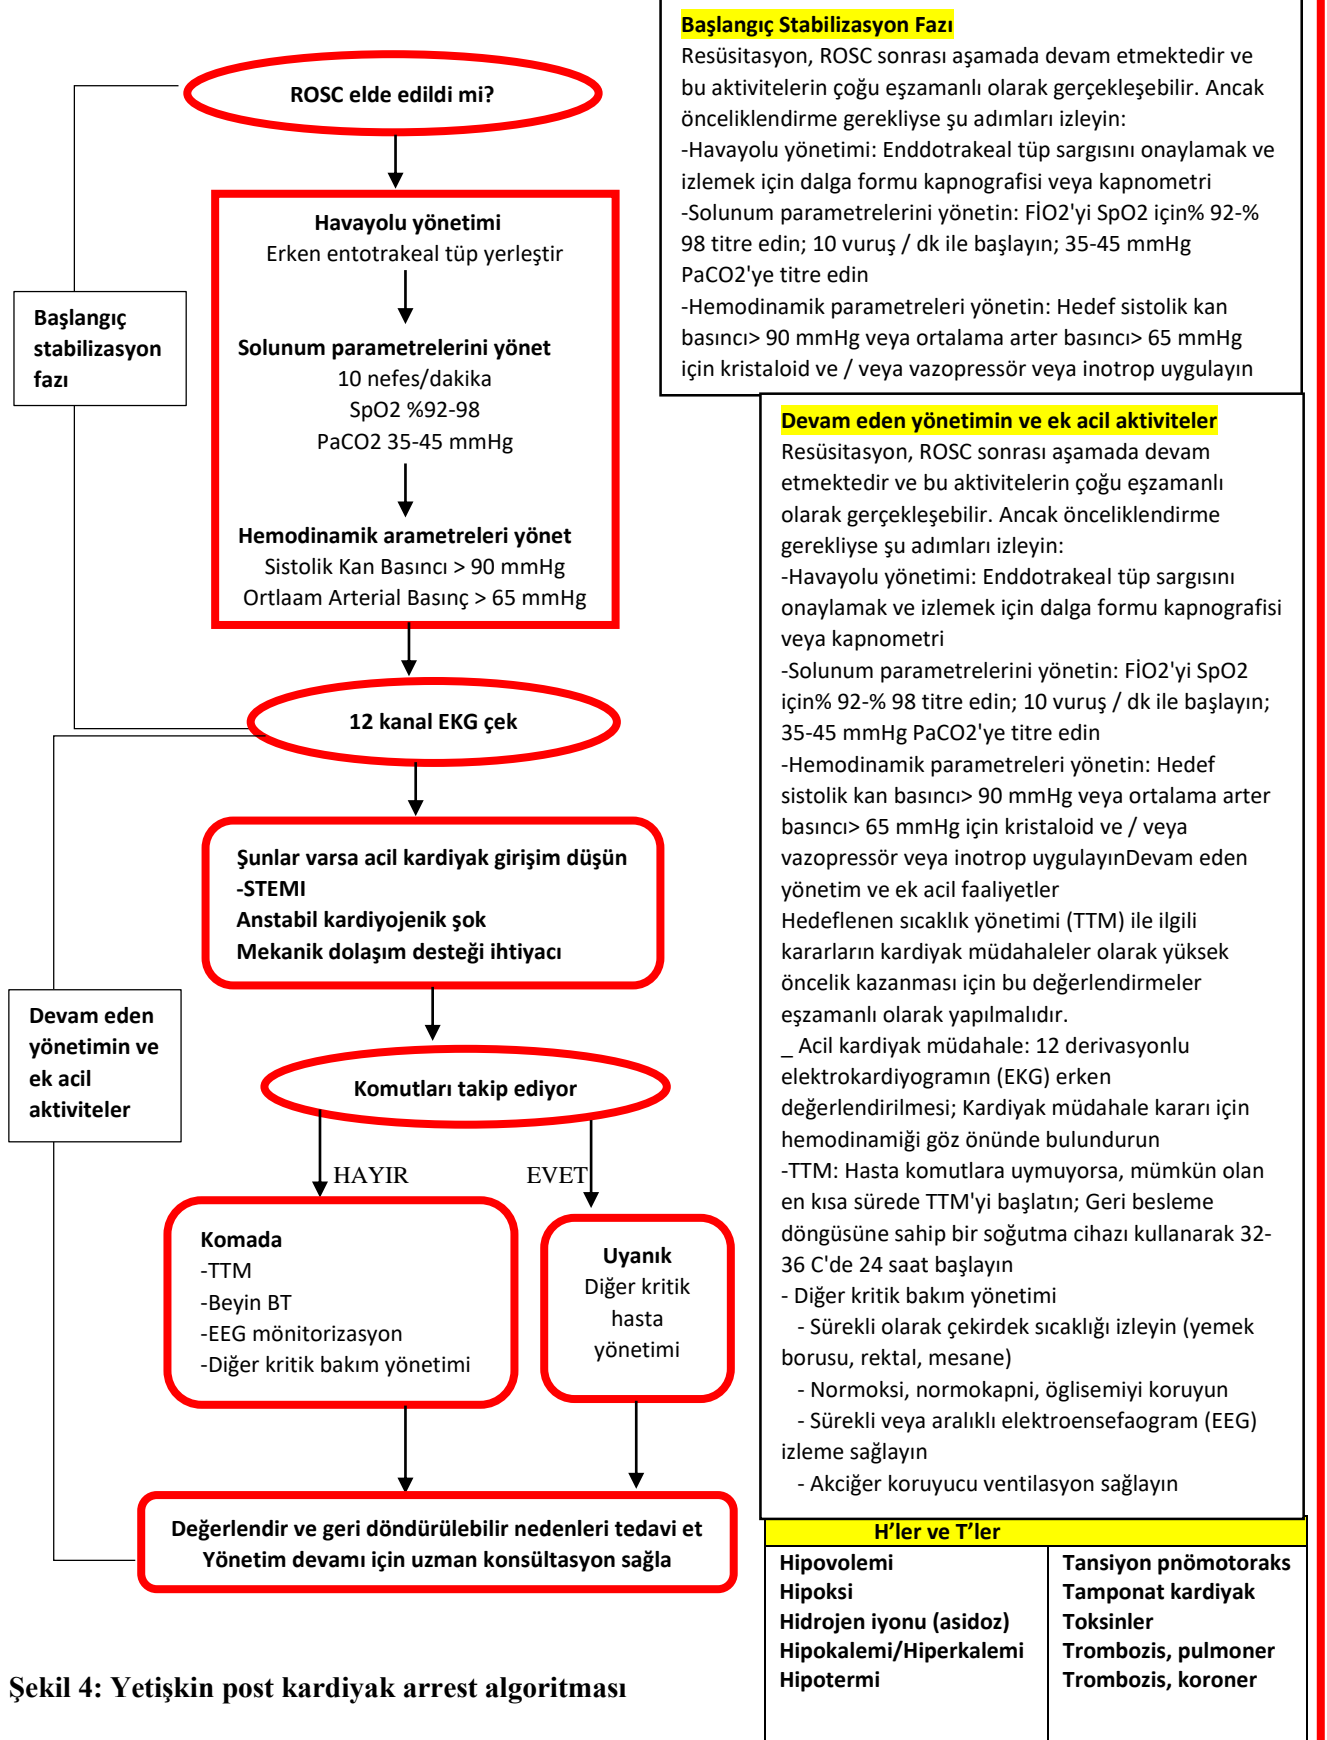 ROSC elde edildi mi?
Havayolu yönetimi
Erken entotrakeal tüp yerleştir
Solunum parametrelerini yönet
10 nefes/dakika
SpO2 %92-98
PaCO2 35-45 mmHg
Hemodinamik arametreleri yönet
Sistolik Kan Basıncı > 90 mmHg
Ortlaam Arterial Basınç > 65 mmHg
Başlangıç
stabilizasyon
fazı
12 kanal EKG çek
Şunlar varsa acil kardiyak girişim düşün
-STEMI
Anstabil kardiyojenik şok
Mekanik dolaşım desteği ihtiyacı
Devam eden
yönetimin ve
ek acil
aktiviteler
Komutları takip ediyor
HAYIR
EVET
Komada
-TTM
-Beyin BT
-EEG mönitorizasyon
-Diğer kritik bakım yönetimi
Uyanık
Diğer kritik
hasta
yönetimi
Değerlendir ve geri döndürülebilir nedenleri tedavi et
Yönetim devamı için uzman konsültasyon sağla
Başlangıç Stabilizasyon Fazı
Resüsitasyon, ROSC sonrası aşamada devam etmektedir ve
bu aktivitelerin çoğu eşzamanlı olarak gerçekleşebilir. Ancak
önceliklendirme gerekliyse şu adımları izleyin:
-Havayolu yönetimi: Enddotrakeal tüp sargısını onaylamak ve
izlemek için dalga formu kapnografisi veya kapnometri
-Solunum parametrelerini yönetin: FİO2'yi SpO2 için% 92-%
98 titre edin; 10 vuruş / dk ile başlayın; 35-45 mmHg
PaCO2'ye titre edin
-Hemodinamik parametreleri yönetin: Hedef sistolik kan
basıncı> 90 mmHg veya ortalama arter basıncı> 65 mmHg
için kristaloid ve / veya vazopressör veya inotrop uygulayın
Devam eden yönetimin ve ek acil aktiviteler
Resüsitasyon, ROSC sonrası aşamada devam
etmektedir ve bu aktivitelerin çoğu eşzamanlı
olarak gerçekleşebilir. Ancak önceliklendirme
gerekliyse şu adımları izleyin:
-Havayolu yönetimi: Enddotrakeal tüp sargısını
onaylamak ve izlemek için dalga formu kapnografisi
veya kapnometri
-Solunum parametrelerini yönetin: FİO2'yi SpO2
için% 92-% 98 titre edin; 10 vuruş / dk ile başlayın;
35-45 mmHg PaCO2'ye titre edin
-Hemodinamik parametreleri yönetin: Hedef
sistolik kan basıncı> 90 mmHg veya ortalama arter
basıncı> 65 mmHg için kristaloid ve / veya
vazopressör veya inotrop uygulayınDevam eden
yönetim ve ek acil faaliyetler
Hedeflenen sıcaklık yönetimi (TTM) ile ilgili
kararların kardiyak müdahaleler olarak yüksek
öncelik kazanması için bu değerlendirmeler
eşzamanlı olarak yapılmalıdır.
_ Acil kardiyak müdahale: 12 derivasyonlu
elektrokardiyogramın (EKG) erken
değerlendirilmesi; Kardiyak müdahale kararı için
hemodinamiği göz önünde bulundurun
-TTM: Hasta komutlara uymuyorsa, mümkün olan
en kısa sürede TTM'yi başlatın; Geri besleme
döngüsüne sahip bir soğutma cihazı kullanarak 32-
36 C'de 24 saat başlayın
- Diğer kritik bakım yönetimi
- Sürekli olarak çekirdek sıcaklığı izleyin (yemek
borusu, rektal, mesane)
- Normoksi, normokapni, öglisemiyi koruyun
- Sürekli veya aralıklı elektroensefaogram (EEG)
izleme sağlayın
- Akciğer koruyucu ventilasyon sağlayın
H'ler ve T'ler
Hipovolemi
Hipoksi
Hidrojen iyonu (asidoz)
Hipokalemi/Hiperkalemi
Hipotermi
Tansiyon pnömotoraks
Tamponat kardiyak
Toksinler
Trombozis, pulmoner
Trombozis, koroner
Şekil 4: Yetişkin post kardiyak arrest algoritması